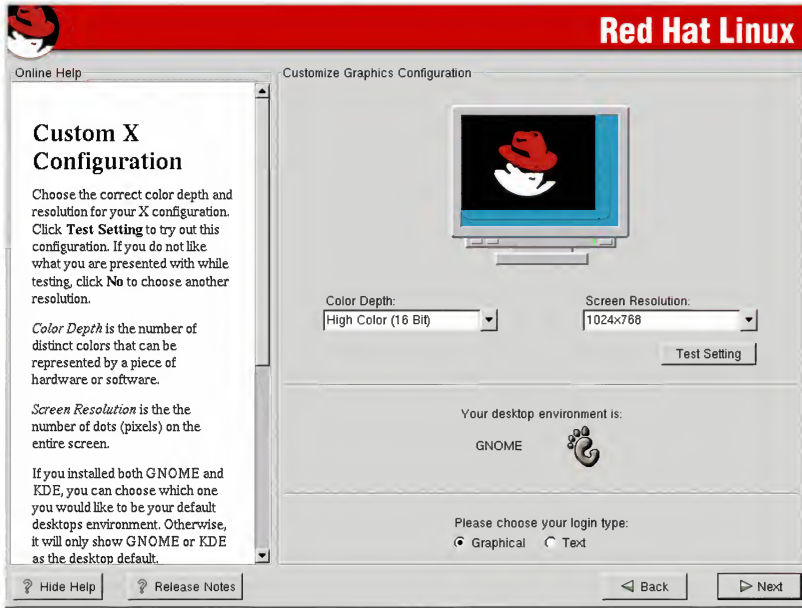 Red Hat Linux
Online Help
Custom X
Configuration
Choose the correct color depth and
resolution for your X configuration.
Click Test Setting to try out this
configuration. If you do not like
what you are presented with while
testing, click No to choose another
resolution.
Color Depth is the number of
distinct colors that can be
represented by a piece of
hardware or software.
Screen Resolution is the the
number of dots (pixels) on the
entire screen.
If you installed both GNOME and
KDE, you can choose which one
you would like to be your default
desktops environment. Otherwise,
it will only show GNOME or KDE
as the desktop default.
Customize Graphics Configuration
Color Depth:
High Color (16 Bit)
Screen Resolution:
1024x768
Test Setting
Your desktop environment is:
GNOME
Please choose your login type:
Graphical Text
Hide Help Release Notes Back Next